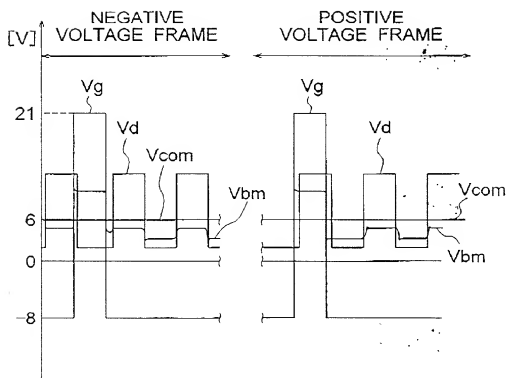 NEGATIVE
VOLTAGE FRAME
POSITIVE
VOLTAGE FRAME
[V]
Vg
Vg
21
Vd
Vd
Vcom
Vbm
Vcom
6
Vbm
0
-8